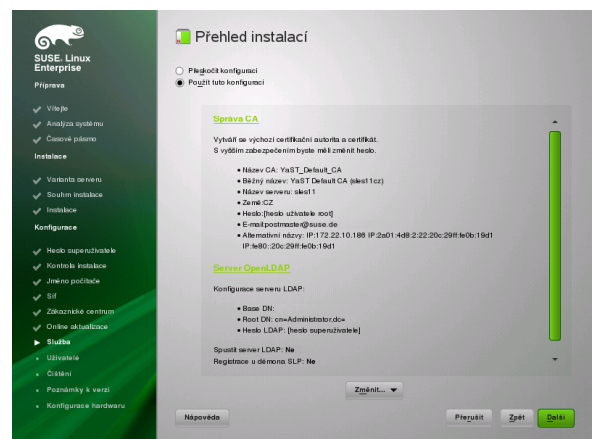 SUSE. Linux
Enterprise
Příprava
Vítejte
Analýza systému
Časové pásmo
Instalace
Varianta serveru
Souhrn instalace
Instalace
Konfigurace
Heslo superuživatele
Kontrola instalace
Jméno počítače
Síť
Zákaznické centrum
Online aktualizace
Služba
Uživatelé
Čištění
Poznámky k verzi
Konfigurace hardwaru
Přehled instalací
Přeskočit konfiguraci
Použít tuto konfiguraci
Správa CA
Vytváří se výchozí certifikační autorita a certifikát.
S vyšším zabezpečením byste měli změnit heslo.
• Název CA: YaST_Default_CA
• Běžný název: YaST Default CA (sles11cz)
• Název serveru: sles11
• Země:CZ
• Heslo:[heslo uživatele root]
• E-mail:postmaster@suse.de
• Alternativní názvy: IP:172.22.10.186 IP:2a01:4d8:2:22:20c:29ff:fe0b:19d1
IP:fe80::20c:29ff:fe0b:19d1
Server OpenLDAP
Konfigurace serveru LDAP:
• Base DN:
• Root DN: cn=Administrator,dc=
• Heslo LDAP: [heslo superuživatele]
Spustit server LDAP: Ne
Registrace u démona SLP: Ne
Změnit...
Nápověda
Přerušit
Zpět
Další